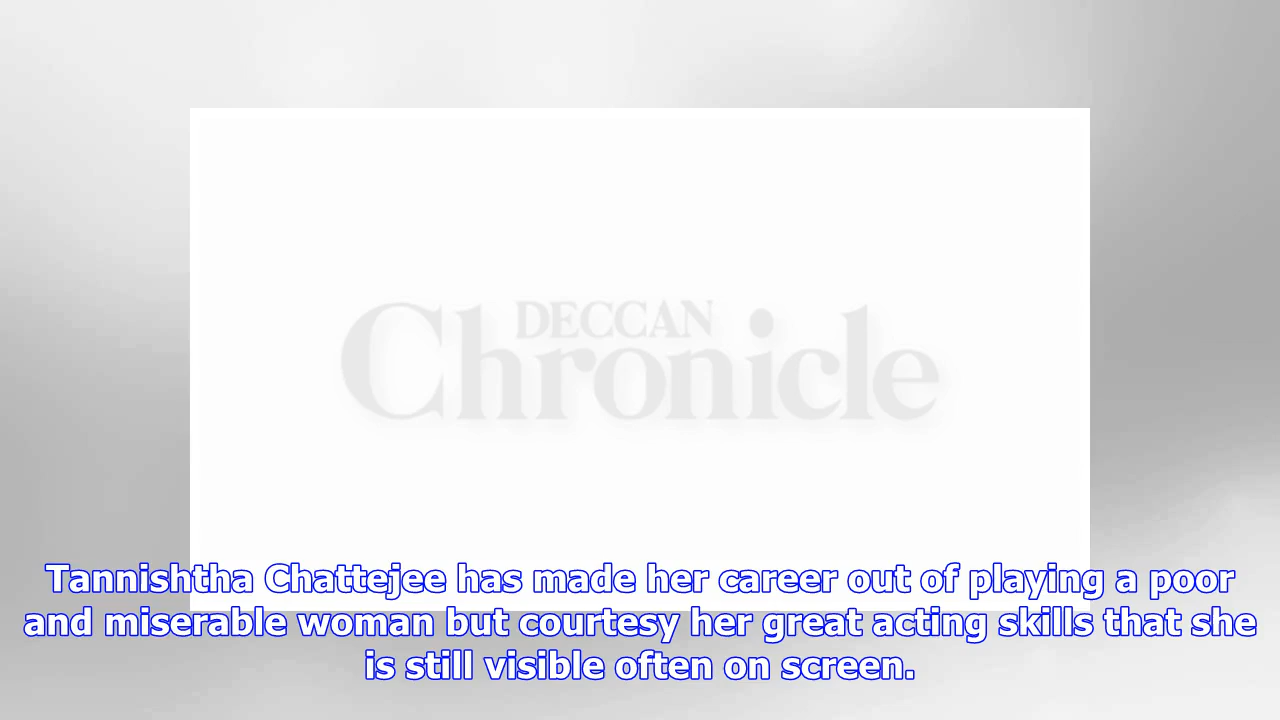 DECCAN
Chronicle
Tannishtha Chattejee has made her career out of playing a poor
and miserable woman but courtesy her great acting skills that she
is still visible often on screen.